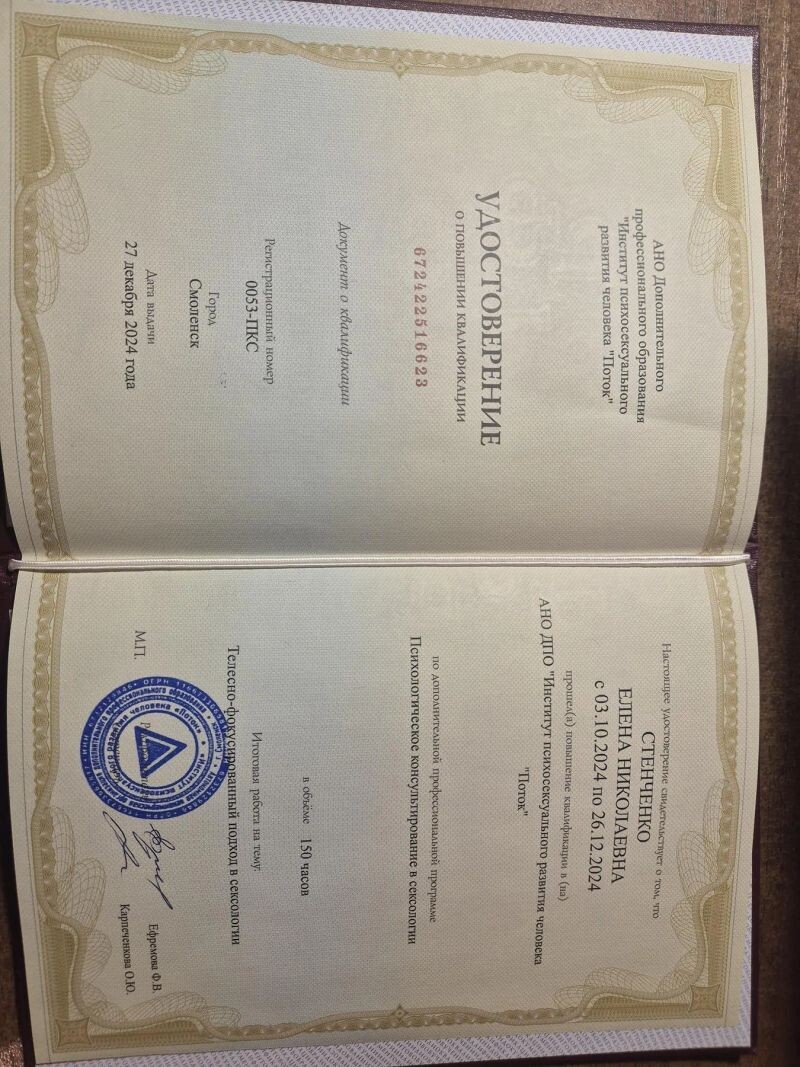 АНО Дополнительного
профессионального образования
"Институт психосексуального
развития человека "Поток"
УДОСТОВЕРЕНИЕ
О ПОВЫШЕНИИ КВАЛИФИКАЦИИ
672422516623
Документ о квалификации
Регистрационный номер
0053-ПКС
Город
Смоленск
Дата выдачи
27 декабря 2024 года
Настоящее удостоверение свидетельствует о том, что
СТЕНЧЕНКО
ЕЛЕНА НИКОЛАЕВНА
с 03.10.2024 по 26.12.2024
прошел(а) повышение квалификации в (на)
АНО ДПО "Институт психосексуального развития человека
"Поток"
по дополнительной профессиональной программе
Психологическое консультирование в сексологии
в объёме 150 часов
Итоговая работа на тему:
Телесно-фокусированный подход в сексологии
М.П.
Ефремова Ф.В.
Карпеченкова О.Ю.